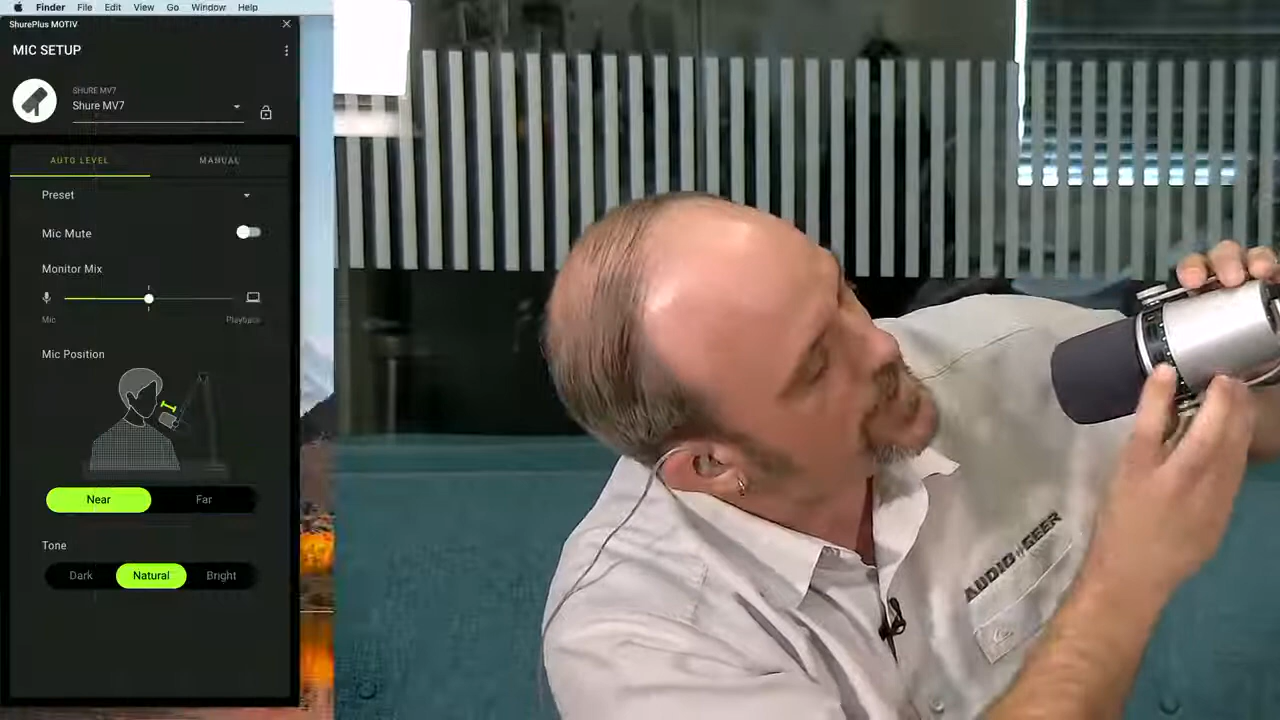 Finder File Edit View Go Window Help
ShurePlus MOTIV
MIC SETUP
SHURE MV7
Shure MV7
AUTO LEVEL MANUAL
Preset
Mic Mute
Monitor Mix
Mic Playback
Mic Position
Near Far
Tone
Dark Natural Bright
AUDIO GEER